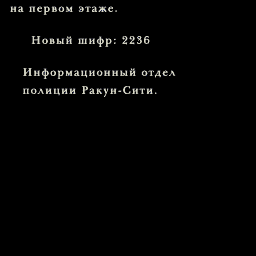 на первом этаже.
Новый шифр: 2236
Информационный отдел
полиции Ракун-Сити.